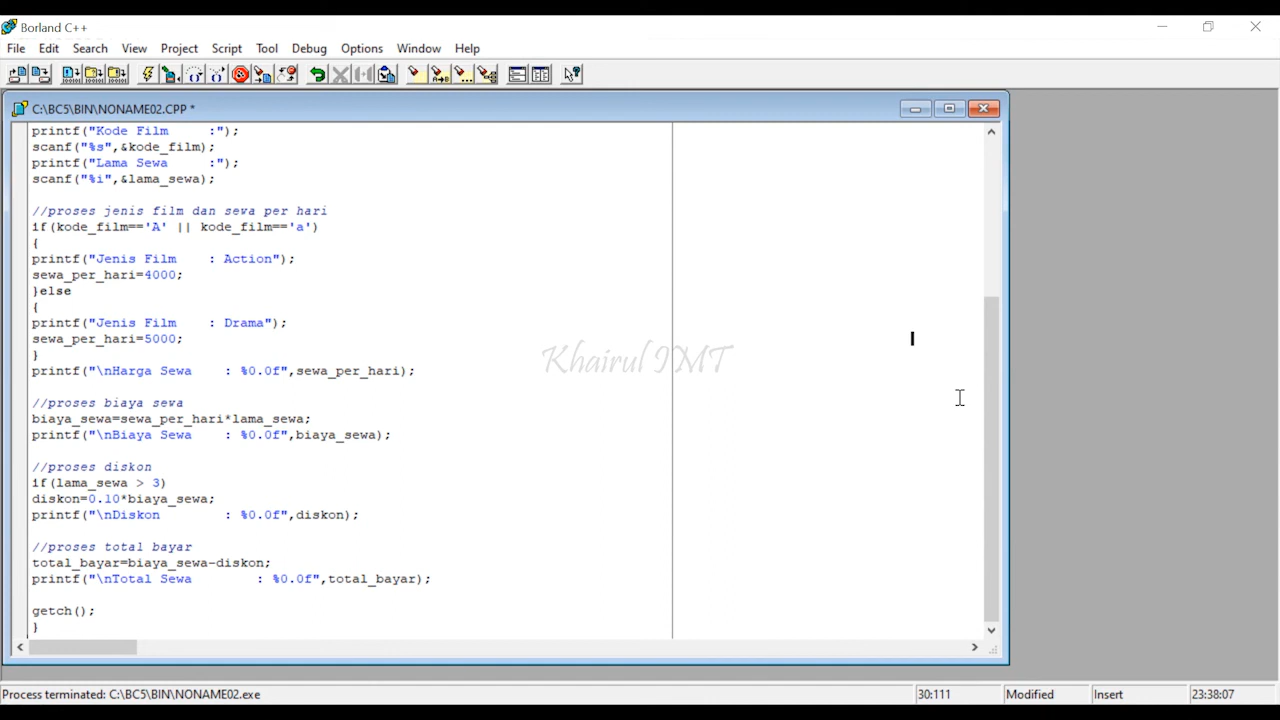 Borland C++
File Edit Search View Project Script Tool Debug Options Window Help
C:\BC5\BIN\NONAME02.CPP *
printf("Kode Film     :");
scanf("%s",&kode_film);
printf("Lama Sewa     :");
scanf("%i",&lama_sewa);
//proses jenis film dan sewa per hari
if(kode_film=='A' || kode_film=='a')
{
printf("Jenis Film    : Action");
sewa_per_hari=4000;
}else
{
printf("Jenis Film    : Drama");
sewa_per_hari=5000;
}
printf("\nHarga Sewa    : %0.0f",sewa_per_hari);
Khairul IMT
//proses biaya sewa
biaya_sewa=sewa_per_hari*lama_sewa;
printf("\nBiaya Sewa    : %0.0f",biaya_sewa);
//proses diskon
if(lama_sewa > 3)
diskon=0.10*biaya_sewa;
printf("\nDiskon        : %0.0f",diskon);
//proses total bayar
total_bayar=biaya_sewa-diskon;
printf("\nTotal Sewa        : %0.0f",total_bayar);
getch();
}
Process terminated: C:\BC5\BIN\NONAME02.exe 30:111 Modified Insert 23:38:07